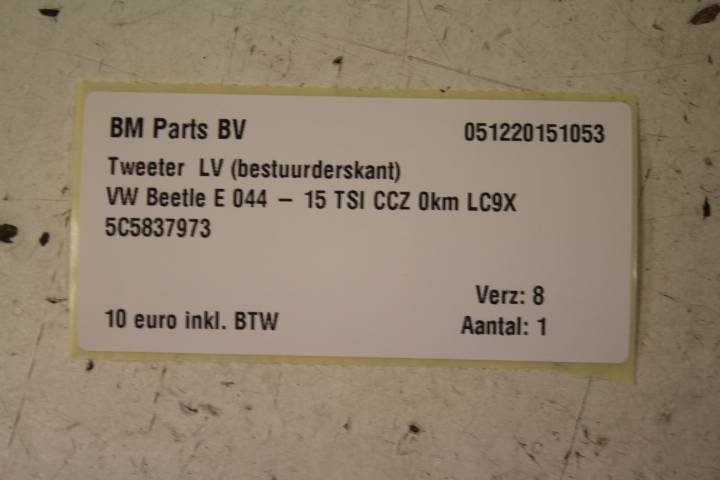 BM Parts BV 051220151053
Tweeter LV (bestuurderskant)
VW Beetle E 044 – 15 TSI CCZ 0km LC9X
5C5837973
Verz: 8
10 euro inkl. BTW Aantal: 1